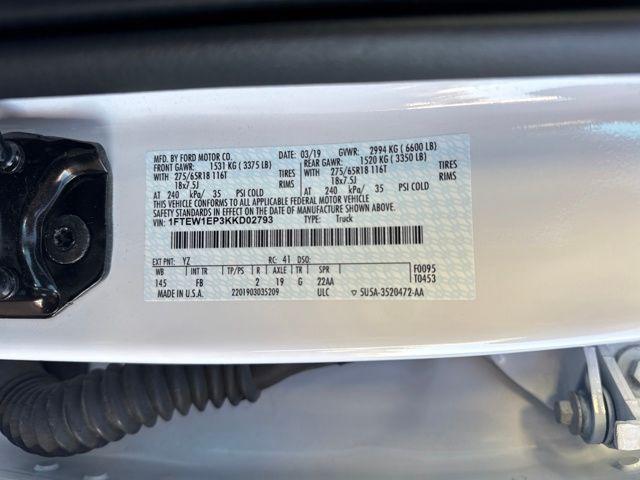 MFD. BY FORD MOTOR CO. 03/19 GVWR: 2994 KG ( 6600 LB)
FRONT GAWR: 1531 KG ( 3375 LB) REAR GAWR: 1520 KG ( 3350 LB)
WITH 275/65R18 116T TIRES WITH 275/65R18 116T TIRES
18x7.5J RIMS 18x7.5J RIMS
AT 240 kPa/ 35 PSI COLD AT 240 kPa/ 35 PSI COLD
THIS VEHICLE CONFORMS TO ALL APPLICABLE FEDERAL MOTOR VEHICLE
SAFETY STANDARDS IN EFFECT ON THE DATE OF MANUFACTURE SHOWN ABOVE.
VIN: 1FTEW1EP3KKD02793 TYPE: Truck
EXT PNT: YZ RC: 41 DSO: F0095
WB INT TR TP/PS R AXLE TR SPR T0453
145 FB 2 19 G 22AA
MADE IN U.S.A. 2201903035209 ULC ▽ 5U5A-3520472-AA